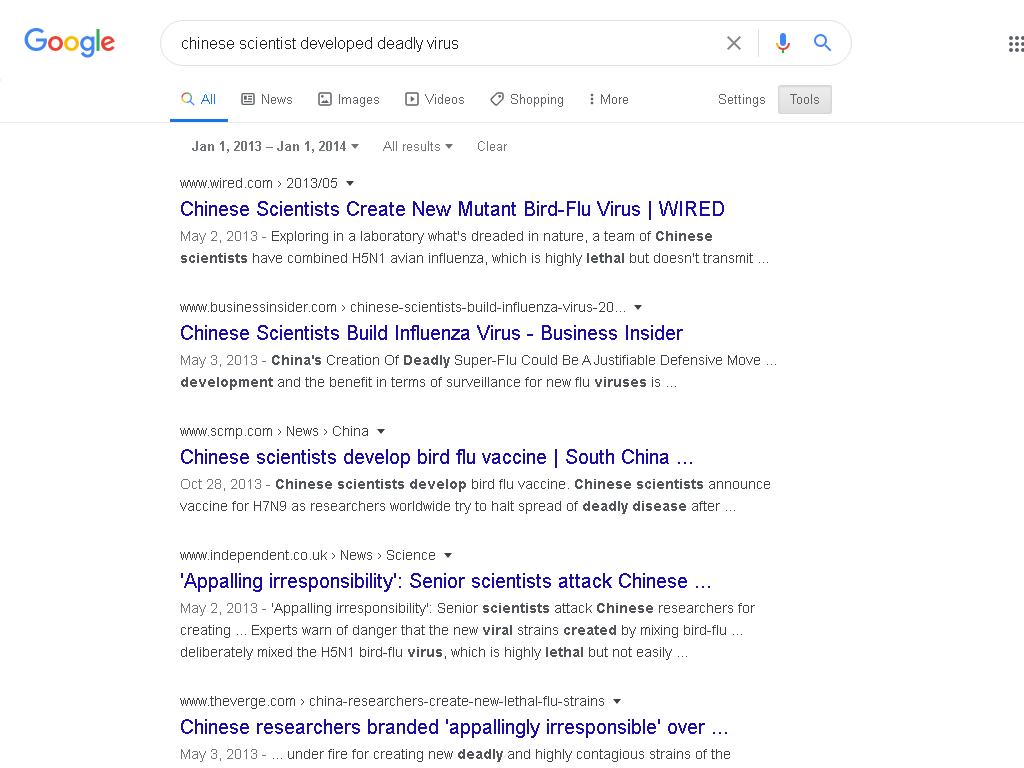 Google
chinese scientist developed deadly virus
All News Images Videos Shopping More Settings Tools
Jan 1, 2013 – Jan 1, 2014 All results Clear
www.wired.com › 2013/05
Chinese Scientists Create New Mutant Bird-Flu Virus | WIRED
May 2, 2013 - Exploring in a laboratory what's dreaded in nature, a team of Chinese
scientists have combined H5N1 avian influenza, which is highly lethal but doesn't transmit ...
www.businessinsider.com › chinese-scientists-build-influenza-virus-20...
Chinese Scientists Build Influenza Virus - Business Insider
May 3, 2013 - China's Creation Of Deadly Super-Flu Could Be A Justifiable Defensive Move ...
development and the benefit in terms of surveillance for new flu viruses is ...
www.scmp.com › News › China
Chinese scientists develop bird flu vaccine | South China ...
Oct 28, 2013 - Chinese scientists develop bird flu vaccine. Chinese scientists announce
vaccine for H7N9 as researchers worldwide try to halt spread of deadly disease after ...
www.independent.co.uk › News › Science
'Appalling irresponsibility': Senior scientists attack Chinese ...
May 2, 2013 - 'Appalling irresponsibility': Senior scientists attack Chinese researchers for
creating ... Experts warn of danger that the new viral strains created by mixing bird-flu ...
deliberately mixed the H5N1 bird-flu virus, which is highly lethal but not easily ...
www.theverge.com › china-researchers-create-new-lethal-flu-strains
Chinese researchers branded 'appallingly irresponsible' over ...
May 3, 2013 - ... under fire for creating new deadly and highly contagious strains of the